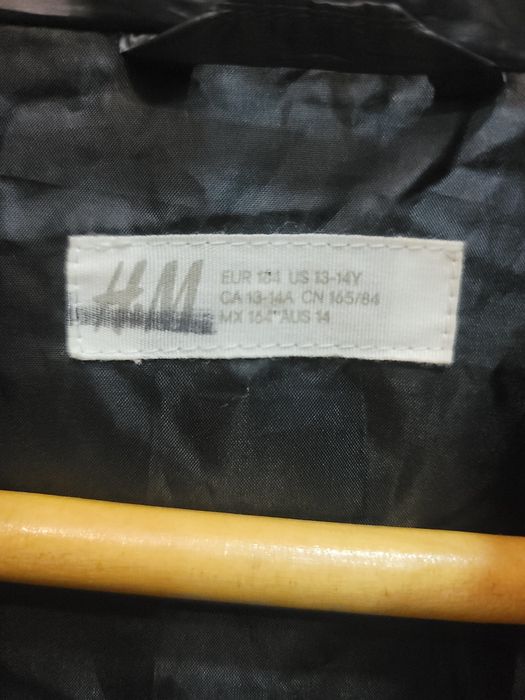 H&M
EUR 164 US 13-14Y
CA 13-14A CN 165/84
MX 164 AUS 14